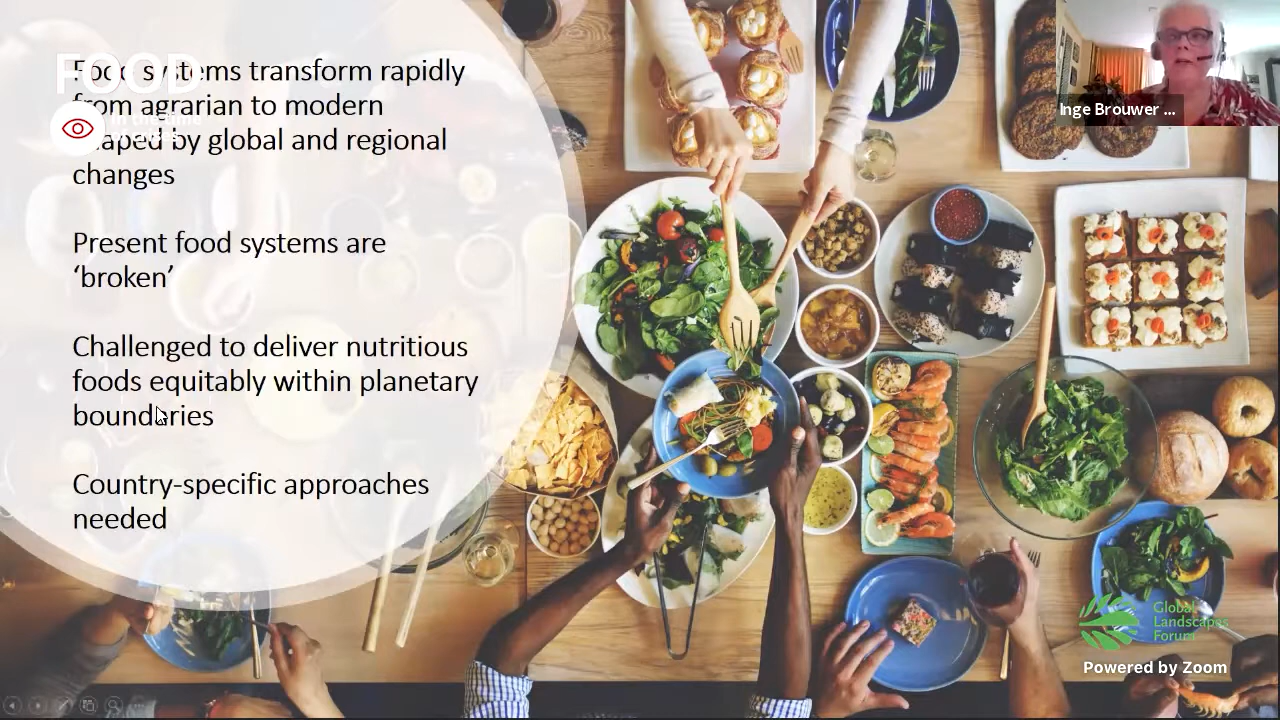 FOOD
Food systems transform rapidly
from agrarian to modern
shaped by global and regional
changes
Present food systems are
‘broken’
Challenged to deliver nutritious
foods equitably within planetary
boundaries
Country-specific approaches
needed
Inge Brouwer ...
Global
Landscapes
Forum
Powered by Zoom